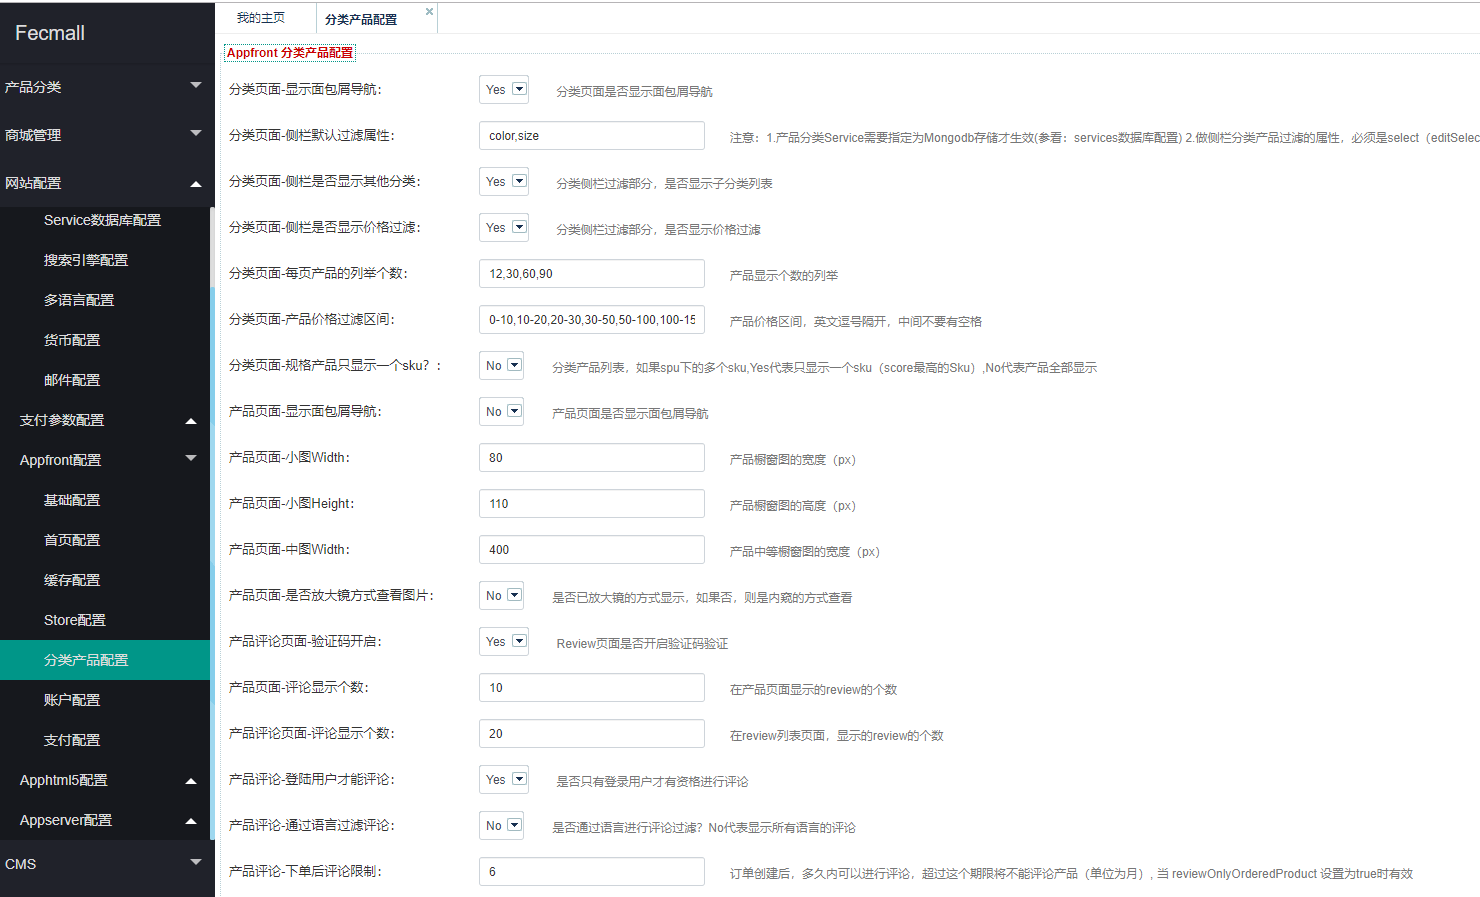 Fecmall
产品分类
商城管理
网站配置
Service数据库配置
搜索引擎配置
多语言配置
货币配置
邮件配置
支付参数配置
Appfront配置
基础配置
首页配置
缓存配置
Store配置
分类产品配置
账户配置
支付配置
Apphtml5配置
Appserver配置
CMS
我的主页
分类产品配置
Appfront 分类产品配置
分类页面-显示面包屑导航: Yes 分类页面是否显示面包屑导航
分类页面-侧栏默认过滤属性: color,size 注意：1.产品分类Service需要指定为Mongodb存储才生效(参看：services数据库配置) 2.做侧栏分类产品过滤的属性，必须是select（editSelec
分类页面-侧栏是否显示其他分类: Yes 分类侧栏过滤部分，是否显示子分类列表
分类页面-侧栏是否显示价格过滤: Yes 分类侧栏过滤部分，是否显示价格过滤
分类页面-每页产品的列举个数: 12,30,60,90 产品显示个数的列举
分类页面-产品价格过滤区间: 0-10,10-20,20-30,30-50,50-100,100-15 产品价格区间，英文逗号隔开，中间不要有空格
分类页面-规格产品只显示一个sku？: No 分类产品列表，如果spu下的多个sku,Yes代表只显示一个sku（score最高的Sku）,No代表产品全部显示
产品页面-显示面包屑导航: No 产品页面是否显示面包屑导航
产品页面-小图Width: 80 产品橱窗图的宽度（px）
产品页面-小图Height: 110 产品橱窗图的高度（px）
产品页面-中图Width: 400 产品中等橱窗图的宽度（px）
产品页面-是否放大镜方式查看图片: No 是否已放大镜的方式显示，如果否，则是内窥的方式查看
产品评论页面-验证码开启: Yes Review页面是否开启验证码验证
产品页面-评论显示个数: 10 在产品页面显示的review的个数
产品评论页面-评论显示个数: 20 在review列表页面，显示的review的个数
产品评论-登陆用户才能评论: Yes 是否只有登录用户才有资格进行评论
产品评论-通过语言过滤评论: No 是否通过语言进行评论过滤？No代表显示所有语言的评论
产品评论-下单后评论限制: 6 订单创建后，多久内可以进行评论，超过这个期限将不能评论产品（单位为月）, 当 reviewOnlyOrderedProduct 设置为true时有效